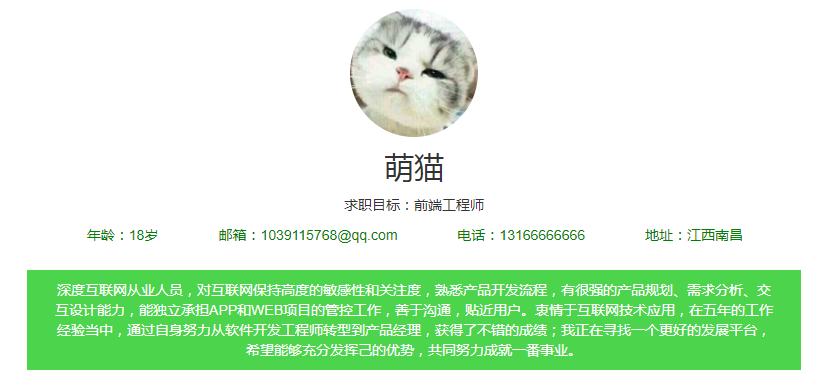 萌猫
求职目标：前端工程师
年龄：18岁 邮箱：1039115768@qq.com 电话：13166666666 地址：江西南昌
深度互联网从业人员，对互联网保持高度的敏感性和关注度，熟悉产品开发流程，有很强的产品规划、需求分析、交
互设计能力，能独立承担APP和WEB项目的管控工作，善于沟通，贴近用户。衷情于互联网技术应用，在五年的工作
经验当中，通过自身努力从软件开发工程师转型到产品经理，获得了不错的成绩；我正在寻找一个更好的发展平台，
希望能够充分发挥己的优势，共同努力成就一番事业。